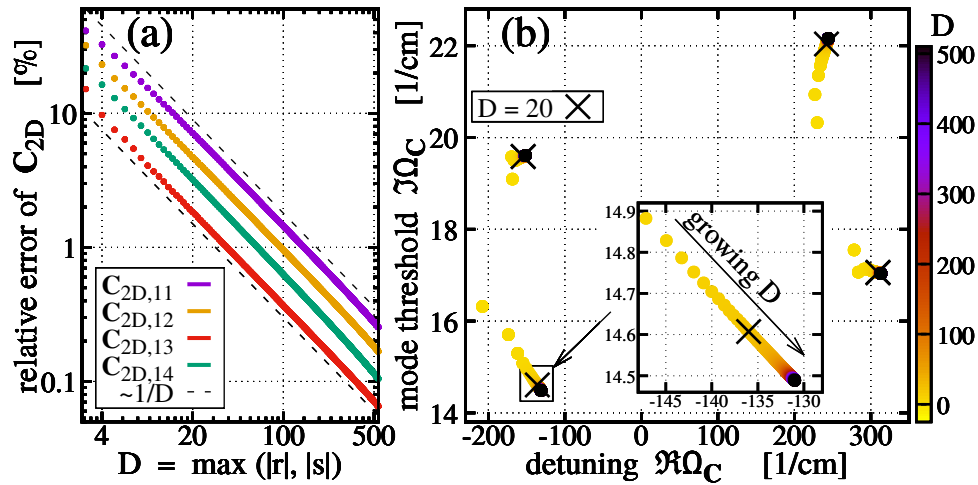 (a)
relative error of C2D [%]
10
1
0.1
C2D,11
C2D,12
C2D,13
C2D,14
~1/D
4 20 100 500
D = max (|r|, |s|)
(b)
mode threshold ℑΩC [1/cm]
22
20
18
16
14
D = 20
growing D
14.9
14.8
14.7
14.6
14.5
-145 -140 -135 -130
-200 -100 0 100 200 300
detuning ℜΩC [1/cm]
D
500
400
300
200
100
0